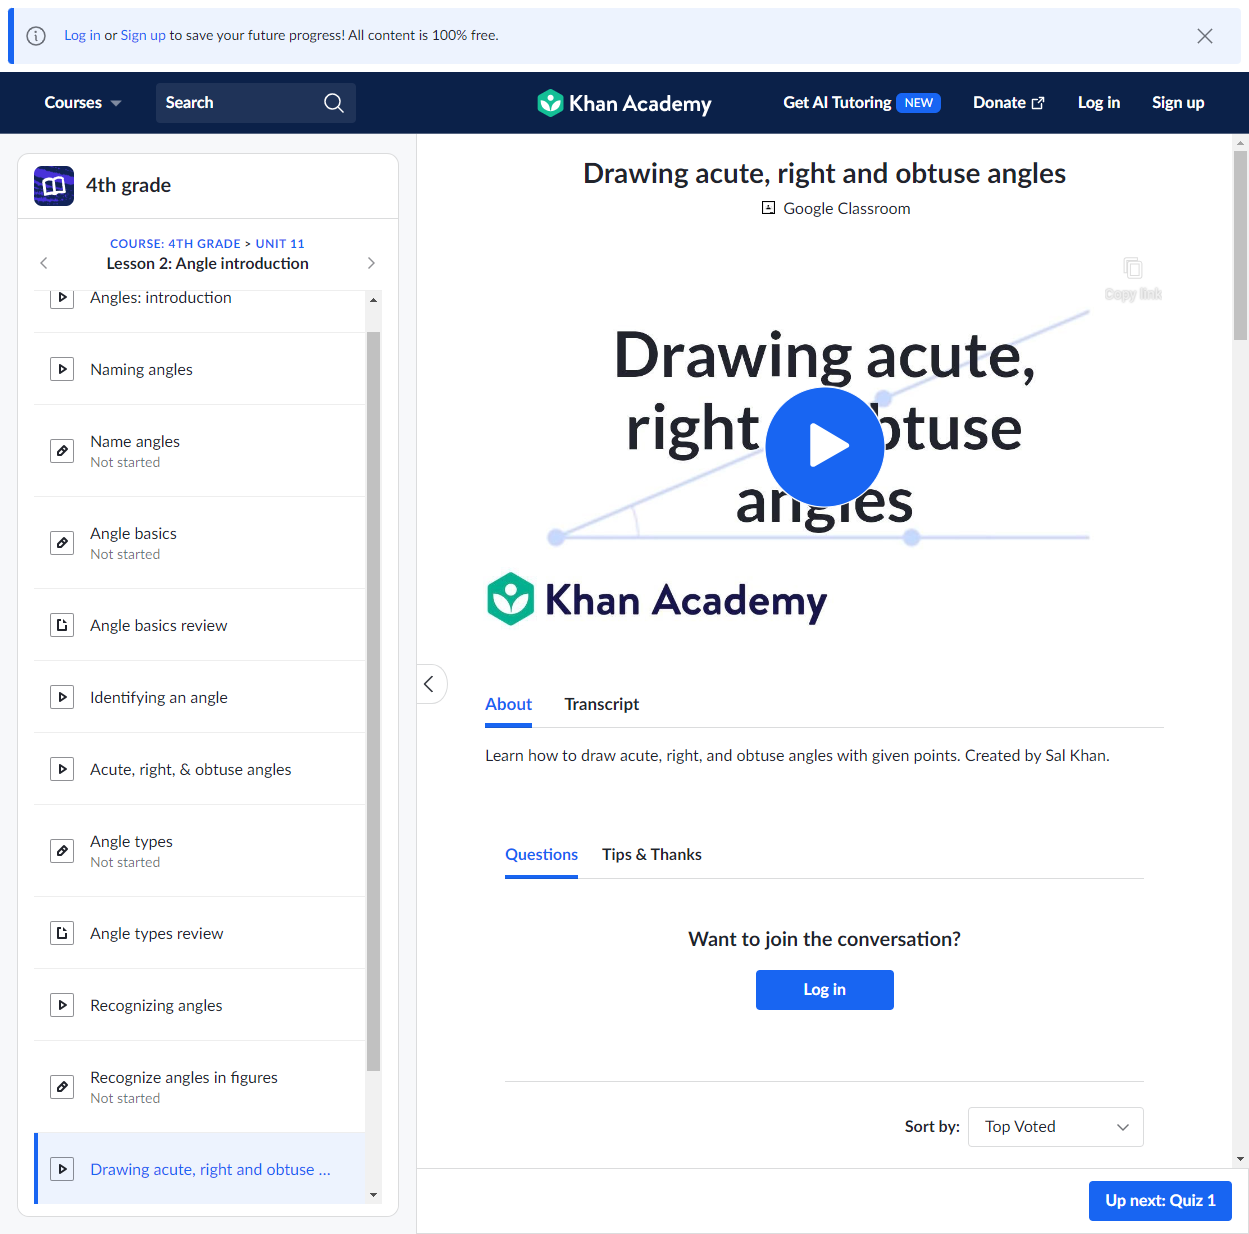 Log in or Sign up to save your future progress! All content is 100% free.
Courses
Search
Khan Academy
Get AI Tutoring NEW
Donate
Log in
Sign up
4th grade
COURSE: 4TH GRADE > UNIT 11
Lesson 2: Angle introduction
Angles: introduction
Naming angles
Name angles
Not started
Angle basics
Not started
Angle basics review
Identifying an angle
Acute, right, & obtuse angles
Angle types
Not started
Angle types review
Recognizing angles
Recognize angles in figures
Not started
Drawing acute, right and obtuse ...
Drawing acute, right and obtuse angles
Google Classroom
Copy link
Drawing acute,
right obtuse
angles
Khan Academy
About
Transcript
Learn how to draw acute, right, and obtuse angles with given points. Created by Sal Khan.
Questions
Tips & Thanks
Want to join the conversation?
Log in
Sort by:
Top Voted
Up next: Quiz 1